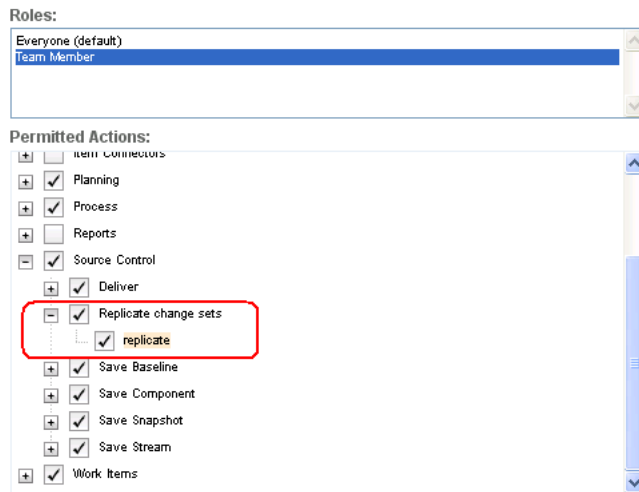 Roles:
Everyone (default)
Team Member
Permitted Actions:
Item Connectors
Planning
Process
Reports
Source Control
Deliver
Replicate change sets
replicate
Save Baseline
Save Component
Save Snapshot
Save Stream
Work Items